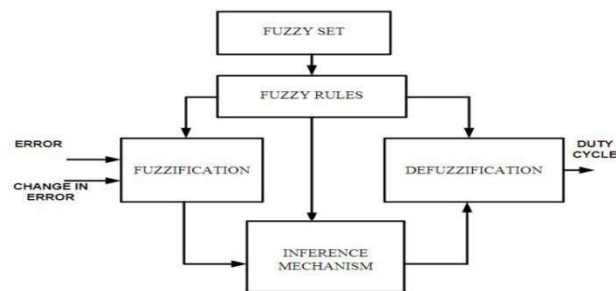 FUZZY SET
FUZZY RULES
ERROR
CHANGE IN
ERROR
FUZZIFICATION
DEFUZZIFICATION
DUTY
CYCLE
INFERENCE
MECHANISM